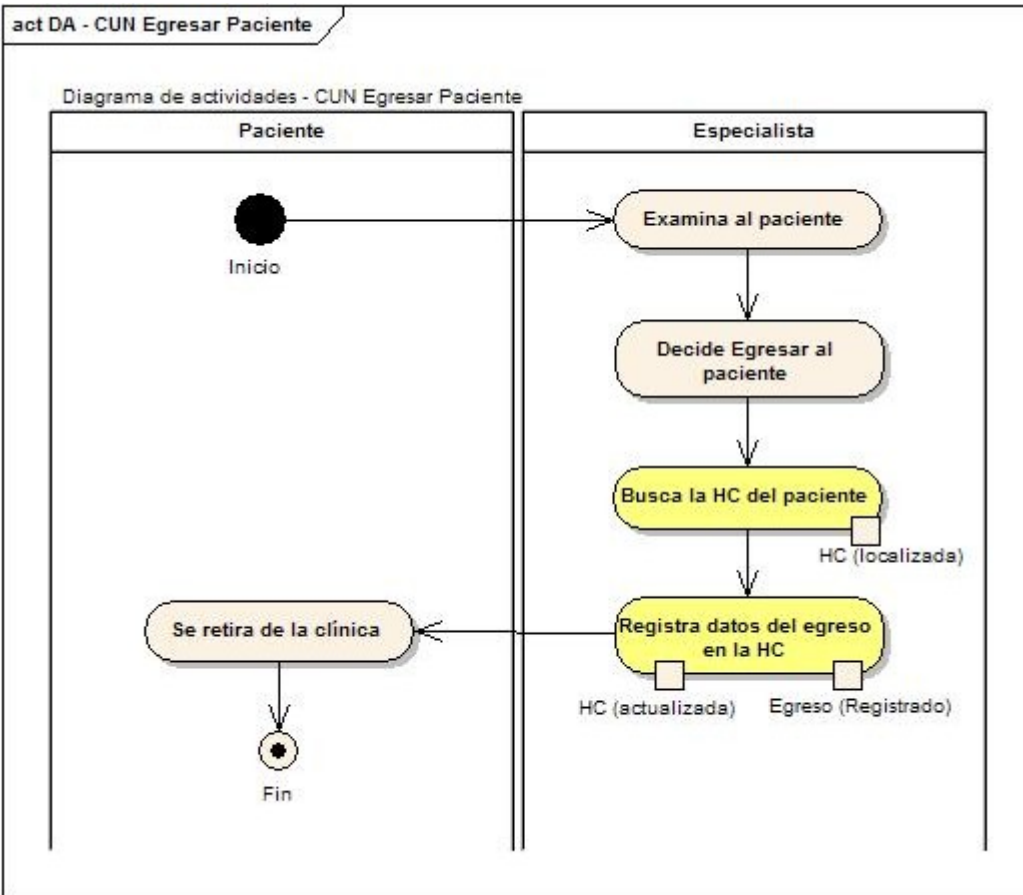 act DA - CUN Egresar Paciente
Diagrama de actividades - CUN Egresar Paciente
Paciente
Especialista
Inicio
Examina al paciente
Decide Egresar al
paciente
Busca la HC del paciente
HC (localizada)
Registra datos del egreso
en la HC
HC (actualizada)
Egreso (Registrado)
Se retira de la clínica
Fin